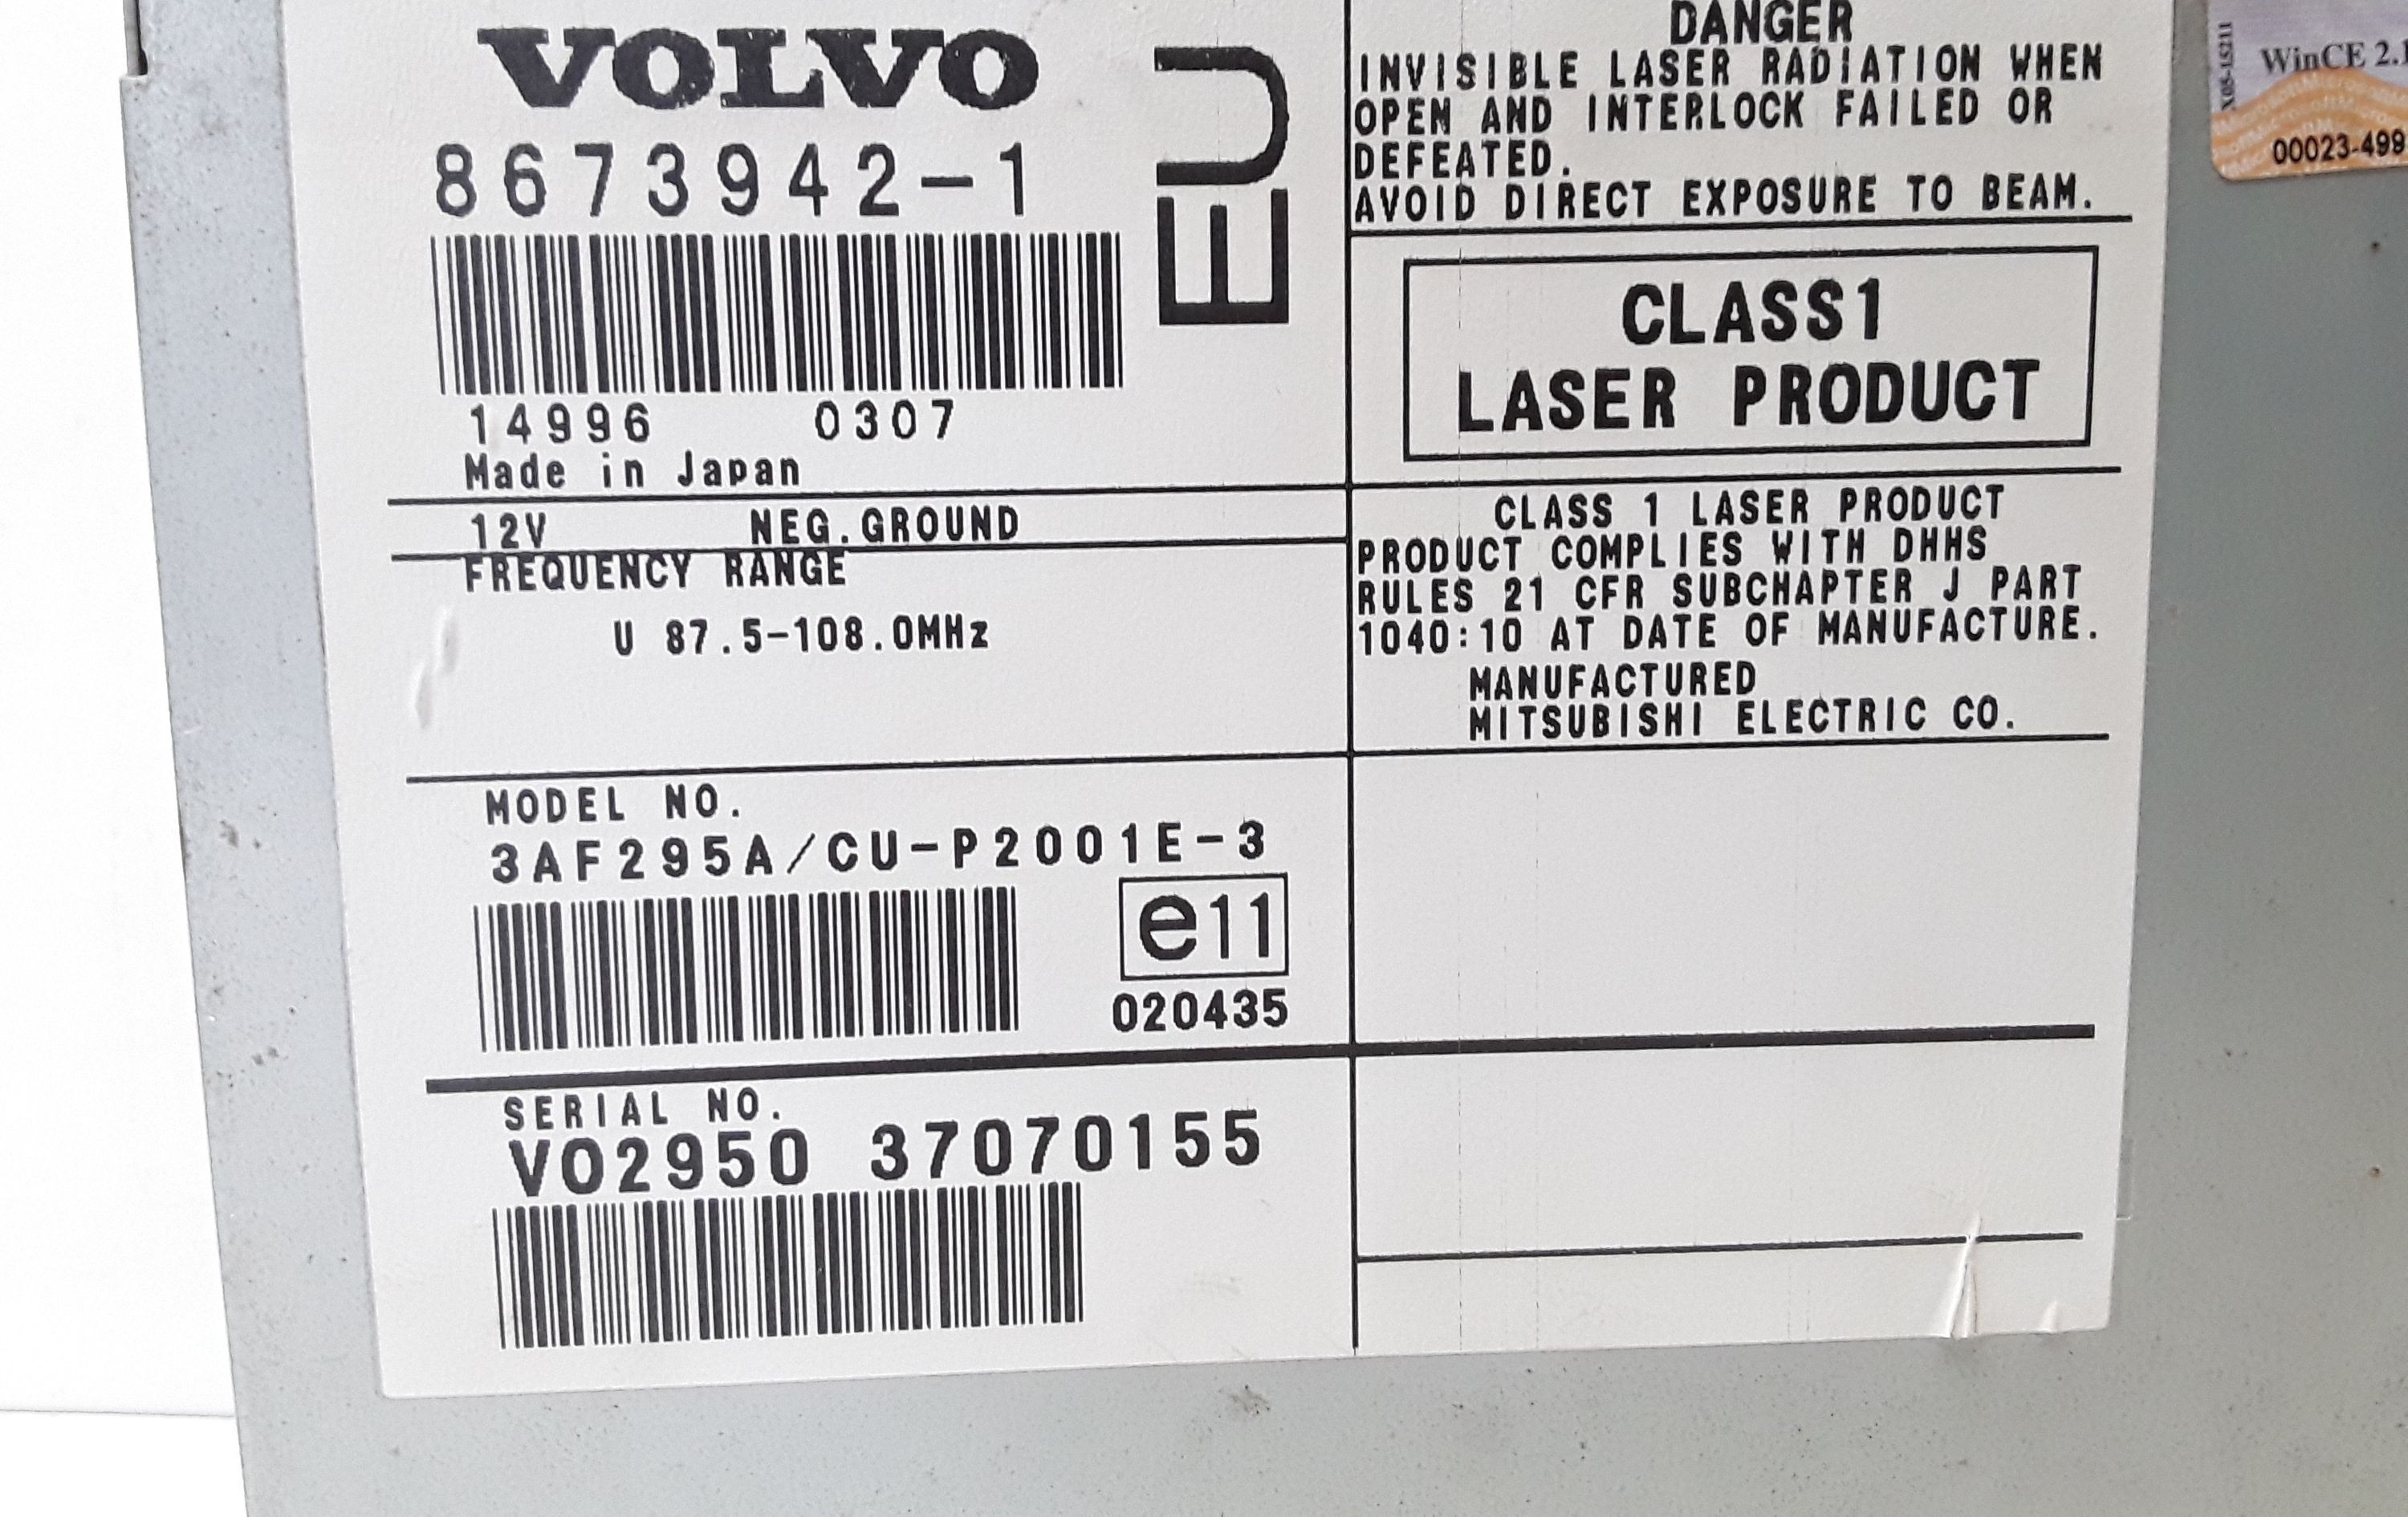 VOLVO
8673942-1
EU
14996 0307
Made in Japan
12V NEG.GROUND
FREQUENCY RANGE
U 87.5-108.0MHz
MODEL NO.
3AF295A/CU-P2001E-3
e11
020435
SERIAL NO.
VO2950 37070155
DANGER
INVISIBLE LASER RADIATION WHEN
OPEN AND INTERLOCK FAILED OR
DEFEATED.
AVOID DIRECT EXPOSURE TO BEAM.
CLASS1
LASER PRODUCT
CLASS 1 LASER PRODUCT
PRODUCT COMPLIES WITH DHHS
RULES 21 CFR SUBCHAPTER J PART
1040:10 AT DATE OF MANUFACTURE.
MANUFACTURED
MITSUBISHI ELECTRIC CO.
X05-15211
WinCE 2.1
00023-499